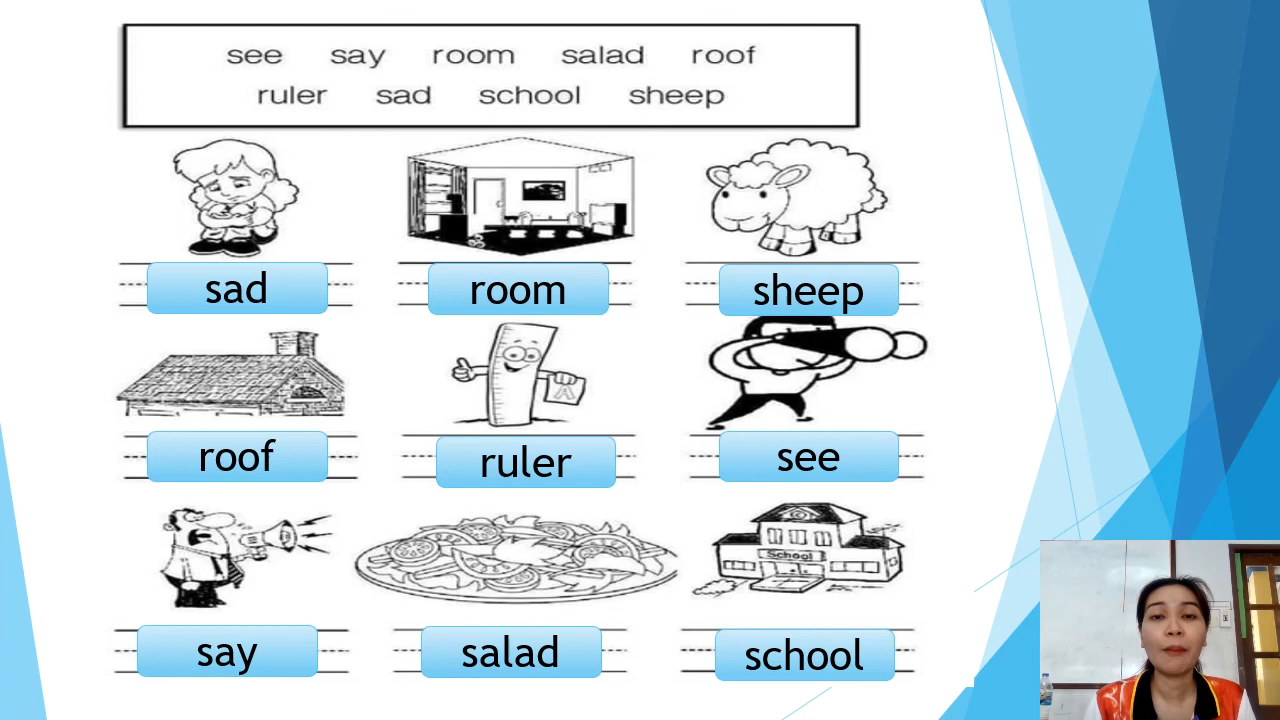 see say room salad roof
ruler sad school sheep
sad room sheep
roof ruler see
School
say salad school